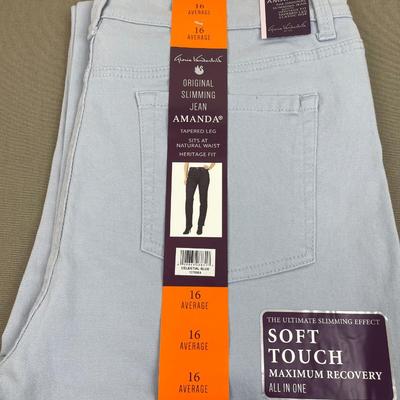 16
AVERAGE
16
AVERAGE
AMANDA
Gloria Vanderbilt
ORIGINAL
SLIMMING
JEAN
AMANDA®
TAPERED LEG
SITS AT
NATURAL WAIST
HERITAGE FIT
CELESTIAL BLUE
16
AVERAGE
16
AVERAGE
16
AVERAGE
THE ULTIMATE SLIMMING EFFECT
SOFT
TOUCH
MAXIMUM RECOVERY
ALL IN ONE